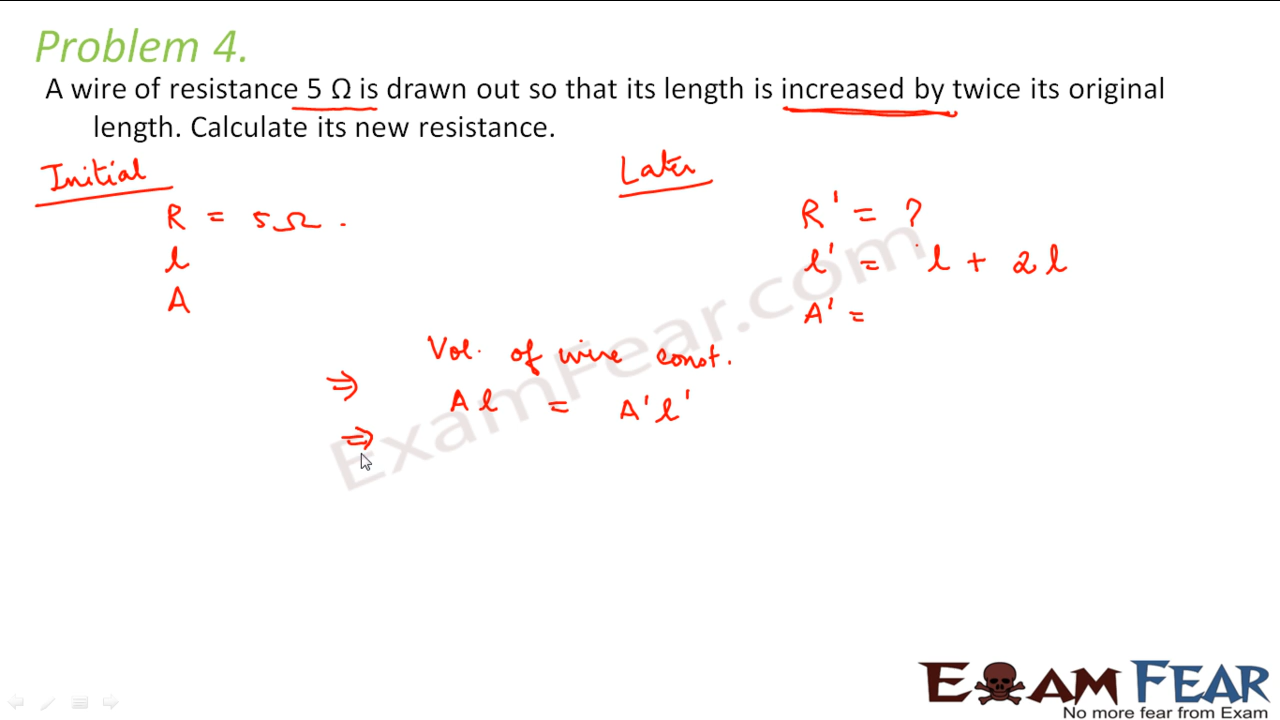 Problem 4.
A wire of resistance 5 Ω is drawn out so that its length is increased by twice its original
length. Calculate its new resistance.
Initial
Later
R = 5Ω.
R' = ?
l
l' = l + 2l
A
A' =
Vol. of wire const.
⇒
Al = A'l'
⇒
ExamFear.com
EXAM FEAR
No more fear from Exam